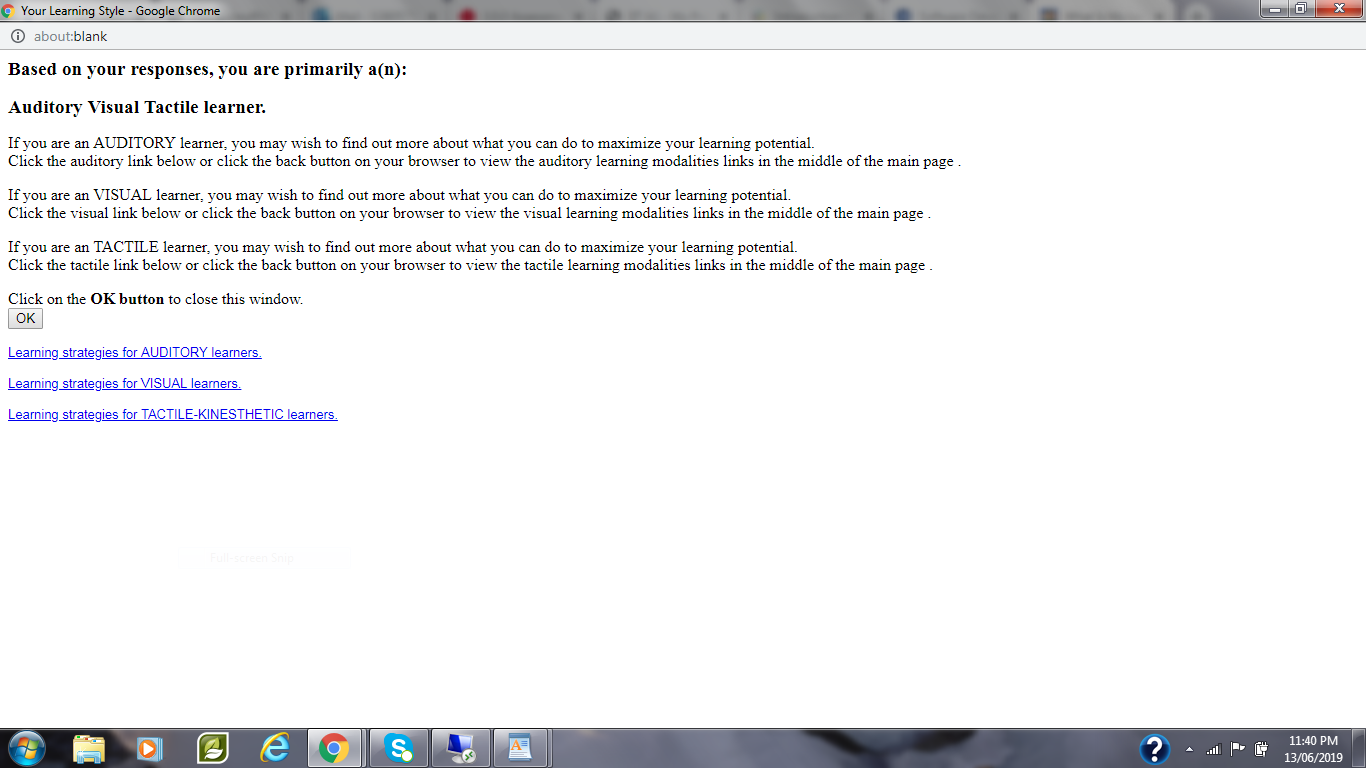 Your Learning Style - Google Chrome
about:blank
Based on your responses, you are primarily a(n):
Auditory Visual Tactile learner.
If you are an AUDITORY learner, you may wish to find out more about what you can do to maximize your learning potential.
Click the auditory link below or click the back button on your browser to view the auditory learning modalities links in the middle of the main page .
If you are an VISUAL learner, you may wish to find out more about what you can do to maximize your learning potential.
Click the visual link below or click the back button on your browser to view the visual learning modalities links in the middle of the main page .
If you are an TACTILE learner, you may wish to find out more about what you can do to maximize your learning potential.
Click the tactile link below or click the back button on your browser to view the tactile learning modalities links in the middle of the main page .
Click on the OK button to close this window.
OK
Learning strategies for AUDITORY learners.
Learning strategies for VISUAL learners.
Learning strategies for TACTILE-KINESTHETIC learners.
Full-screen Snip
11:40 PM
13/06/2019